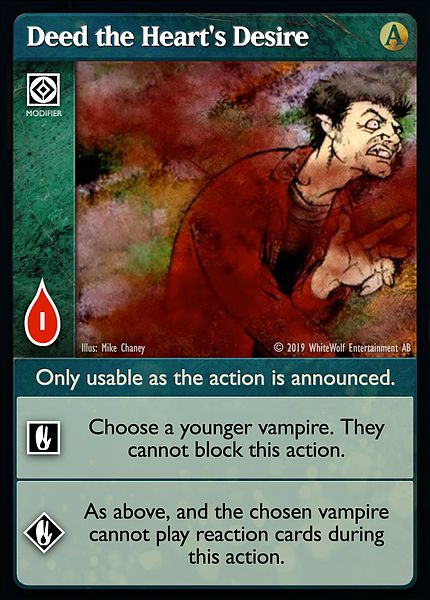 Deed the Heart's Desire
A
MODIFIER
1
Illus: Mike Chaney
© 2019 WhiteWolf Entertainment AB
Only usable as the action is announced.
Choose a younger vampire. They
cannot block this action.
As above, and the chosen vampire
cannot play reaction cards during
this action.